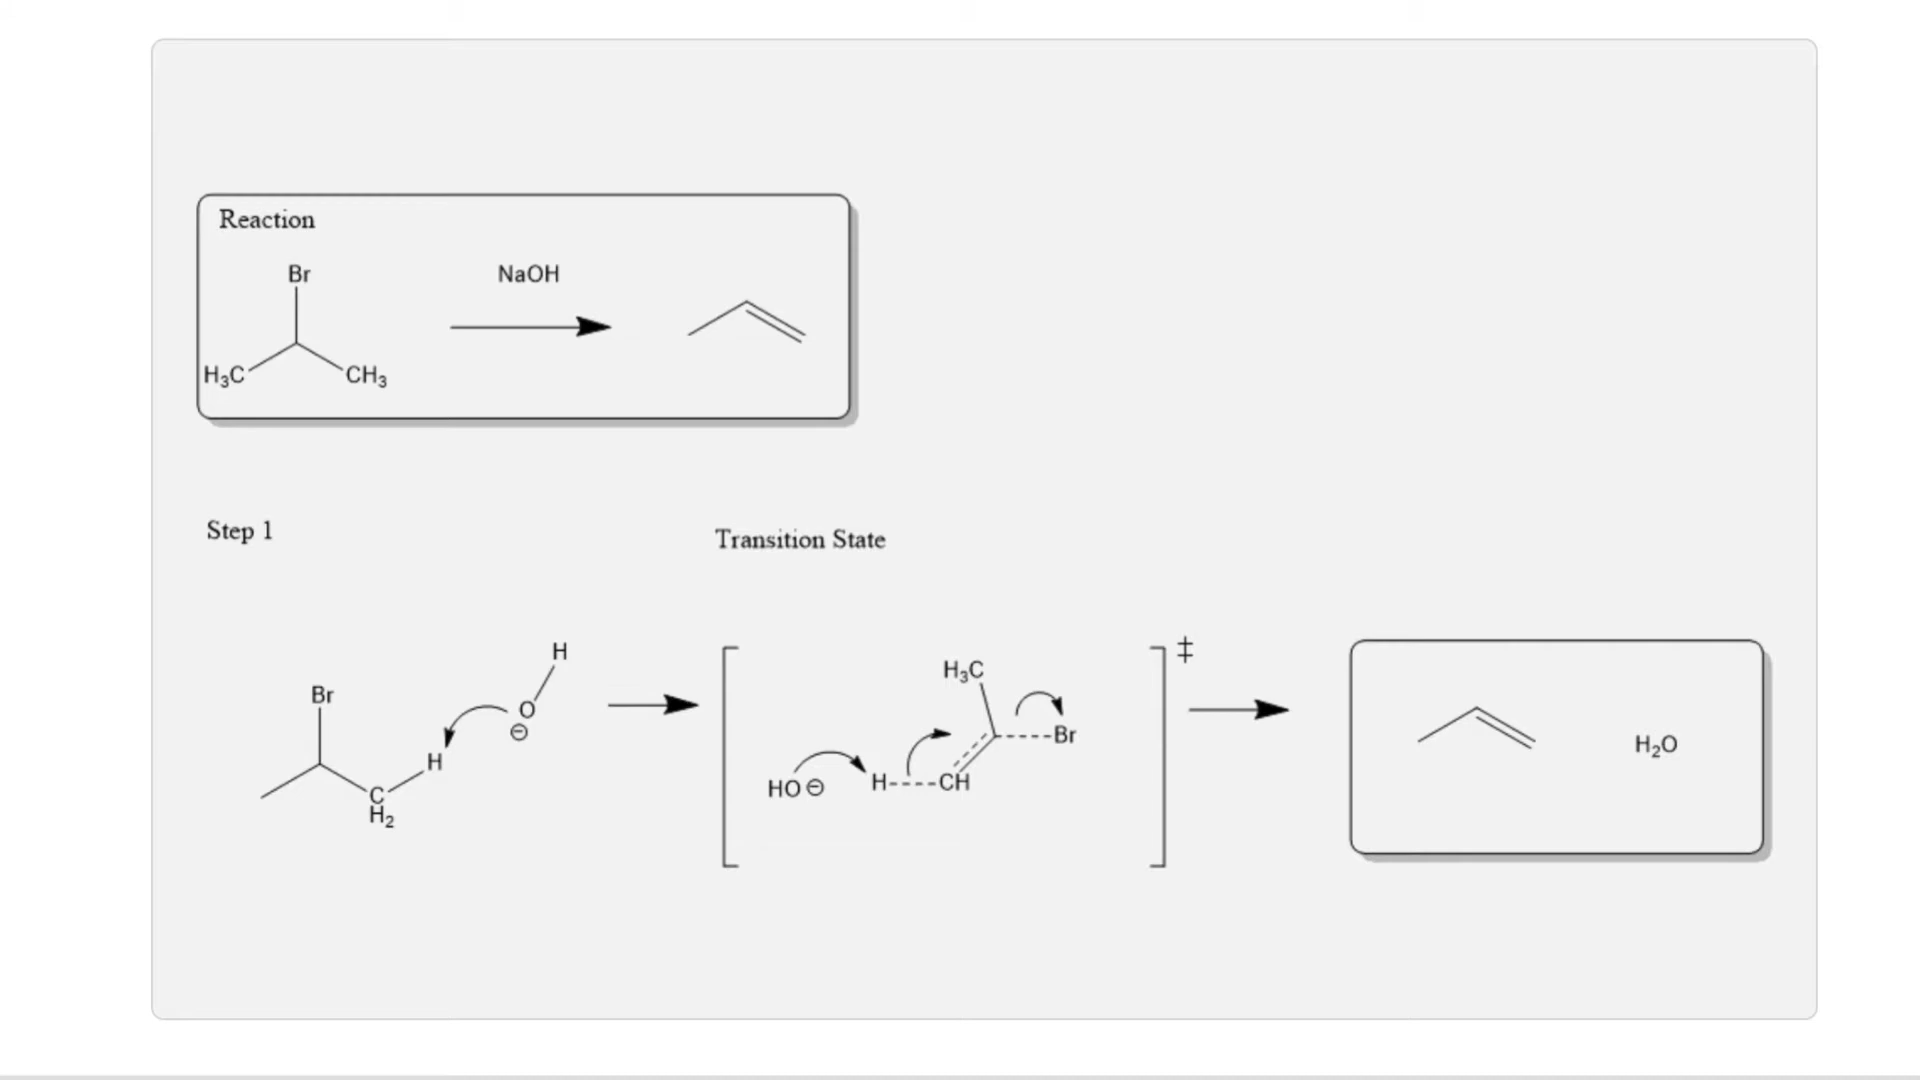 Reaction
Br
NaOH
H₃C
CH₃
Step 1
Transition State
H
Br
O
⊖
H
C
H₂
H₃C
Br
HO⊖
H
CH
‡
H₂O